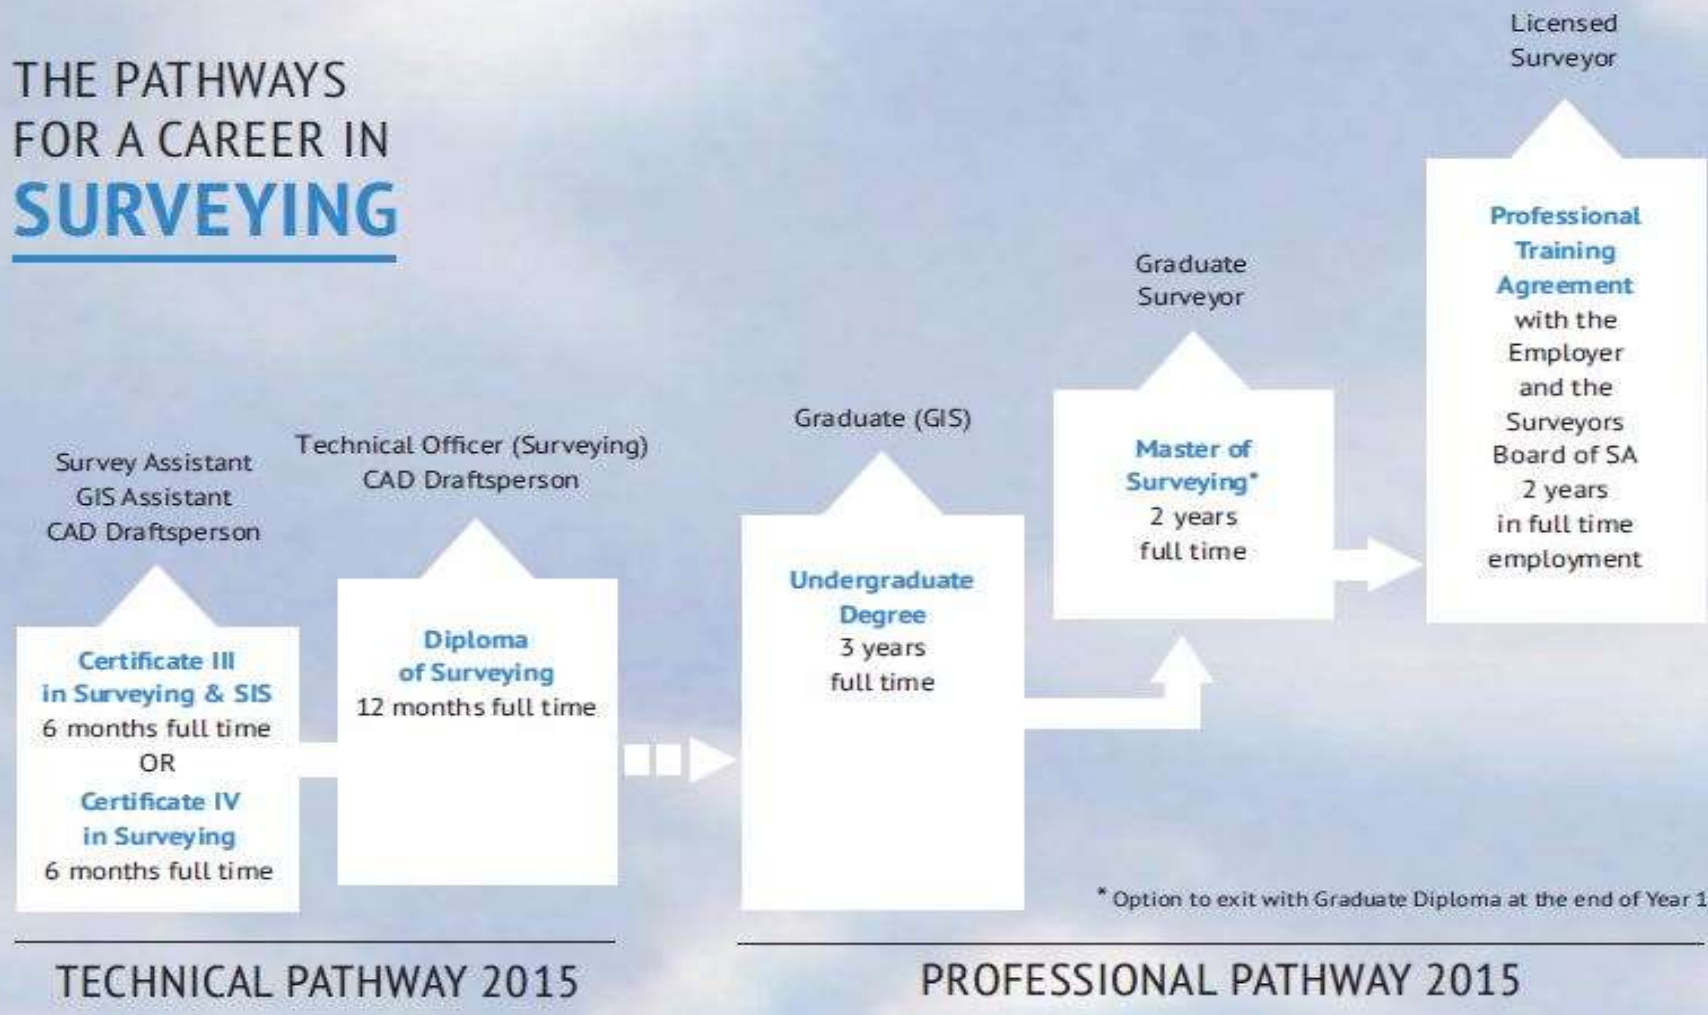 THE PATHWAYS
FOR A CAREER IN
SURVEYING
Survey Assistant
GIS Assistant
CAD Draftsperson
Certificate III
in Surveying & SIS
6 months full time
OR
Certificate IV
in Surveying
6 months full time
Technical Officer (Surveying)
CAD Draftsperson
Diploma
of Surveying
12 months full time
Graduate (GIS)
Undergraduate
Degree
3 years
full time
Graduate
Surveyor
Master of
Surveying*
2 years
full time
Licensed
Surveyor
Professional
Training
Agreement
with the
Employer
and the
Surveyors
Board of SA
2 years
in full time
employment
* Option to exit with Graduate Diploma at the end of Year 1
TECHNICAL PATHWAY 2015
PROFESSIONAL PATHWAY 2015